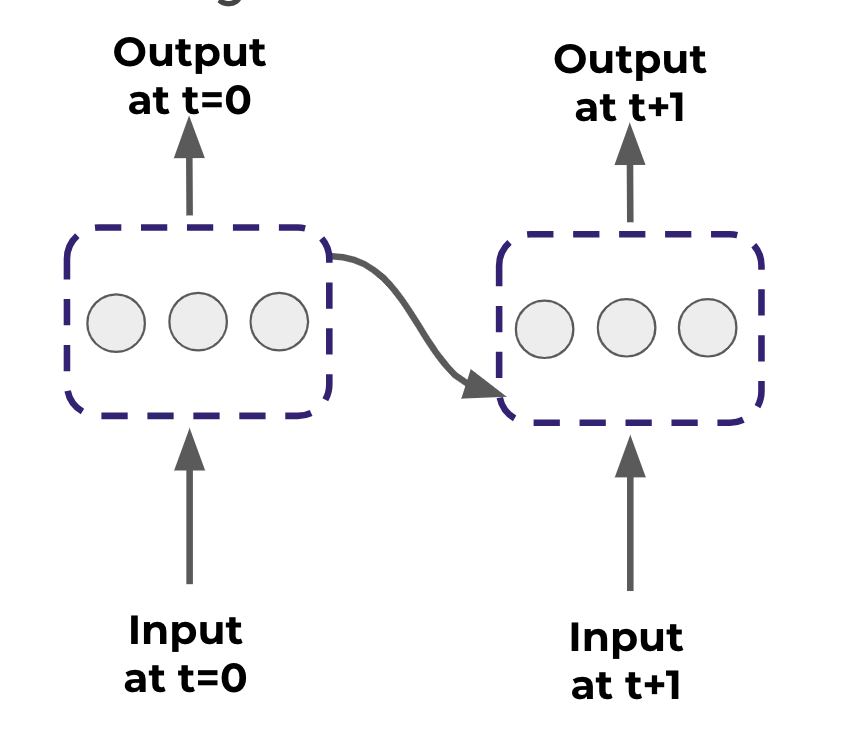 Output
at t=0
Output
at t+1
Input
at t=0
Input
at t+1